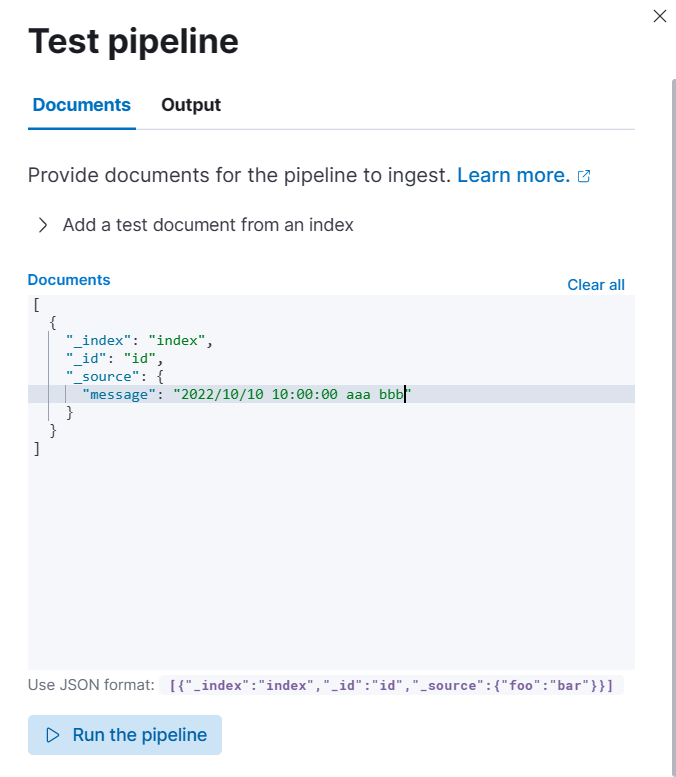 Test pipeline
Documents Output
Provide documents for the pipeline to ingest. Learn more.
Add a test document from an index
Documents Clear all
[
  {
    "_index": "index",
    "_id": "id",
    "_source": {
      "message": "2022/10/10 10:00:00 aaa bbb"
    }
  }
]
Use JSON format: [{"_index":"index","_id":"id","_source":{"foo":"bar"}}]
Run the pipeline